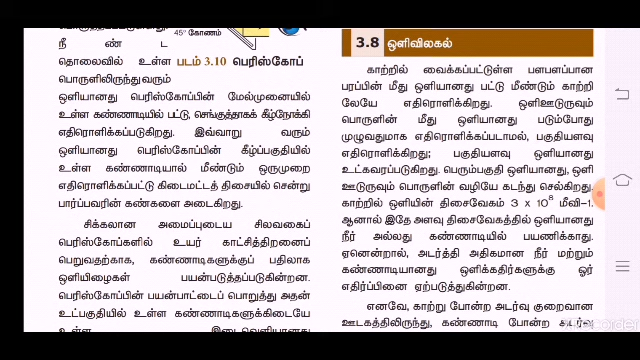 நீ ண் ட
45° கோணம்
தொலைவில் உள்ள
படம் 3.10 பெரிஸ்கோப்
பொருளிலிருந்துவரும்
ஒளியானது பெரிஸ்கோப்பின் மேல்முனையில்
உள்ள கண்ணாடியில் பட்டு, செங்குத்தாகக் கீழ்நோக்கி
எதிரொளிக்கப்படுகிறது. இவ்வாறு வரும்
ஒளியானது பெரிஸ்கோப்பின் கீழ்ப்பகுதியில்
உள்ள கண்ணாடியால் மீண்டும் ஒருமுறை
எதிரொளிக்கப்பட்டு கிடைமட்டத் திசையில் சென்று
பார்ப்பவரின் கண்களை அடைகிறது.
சிக்கலான அமைப்புடைய சிலவகைப்
பெரிஸ்கோப்களில் உயர் காட்சித்திறனைப்
பெறுவதற்காக, கண்ணாடிகளுக்குப் பதிலாக
ஒளியிழைகள் பயன்படுத்தப்படுகின்றன.
பெரிஸ்கோப்பின் பயன்பாட்டைப் பொறுத்து அதன்
உட்பகுதியில் உள்ள கண்ணாடிகளுக்கிடையே
உள்ள இடைவெளியானது
3.8 ஒளிவிலகல்
காற்றில் வைக்கப்பட்டுள்ள பளபளப்பான
பரப்பின் மீது ஒளியானது பட்டு மீண்டும் காற்றி
லேயே எதிரொளிக்கிறது. ஒளிஊடுருவும்
பொருளின் மீது ஒளியானது படும்போது
முழுவதுமாக எதிரொளிக்கப்படாமல், பகுதியளவு
எதிரொளிக்கிறது; பகுதியளவு ஒளியானது
உட்கவரப்படுகிறது. பெரும்பகுதி ஒளியானது, ஒளி
ஊடுருவும் பொருளின் வழியே கடந்து செல்கிறது.
காற்றில் ஒளியின் திசைவேகம் 3 x 10⁸ மீவி–1.
ஆனால் இதே அளவு திசைவேகத்தில் ஒளியானது
நீர் அல்லது கண்ணாடியில் பயணிக்காது.
ஏனென்றால், அடர்த்தி அதிகமான நீர் மற்றும்
கண்ணாடியானது ஒளிக்கதிர்களுக்கு ஓர்
எதிர்ப்பினை ஏற்படுத்துகின்றன.
எனவே, காற்று போன்ற அடர்வு குறைவான
ஊடகத்திலிருந்து, கண்ணாடி போன்ற அடர்வு